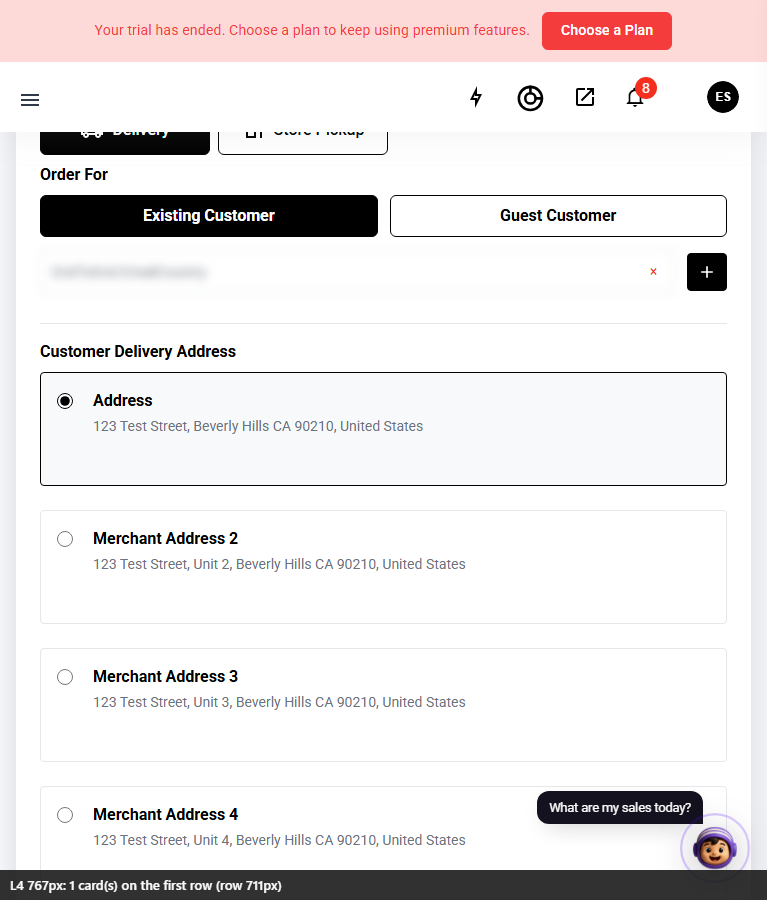 Your trial has ended. Choose a plan to keep using premium features.
Choose a Plan
8
ES
Delivery
Store Pickup
Order For
Existing Customer
Guest Customer
×
+
Customer Delivery Address
Address
123 Test Street, Beverly Hills CA 90210, United States
Merchant Address 2
123 Test Street, Unit 2, Beverly Hills CA 90210, United States
Merchant Address 3
123 Test Street, Unit 3, Beverly Hills CA 90210, United States
Merchant Address 4
123 Test Street, Unit 4, Beverly Hills CA 90210, United States
What are my sales today?
L4 767px: 1 card(s) on the first row (row 711px)